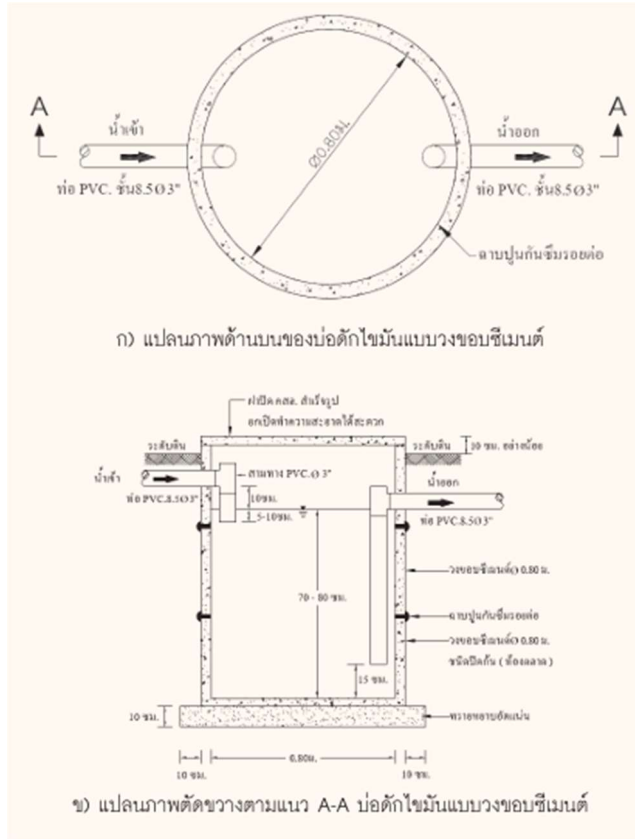 A
A
น้ำเข้า
น้ำออก
Ø0.80ม.
ท่อ PVC. ชั้น8.5Ø3"
ท่อ PVC. ชั้น8.5Ø3"
ฉาบปูนกันซึมรอยต่อ
ก) แปลนภาพด้านบนของบ่อดักไขมันแบบวงขอบซีเมนต์
ฝาปิด คสล. สำเร็จรูป
ยกเปิดทำความสะอาดได้สะดวก
ระดับดิน
ระดับดิน
10 ซม. อย่างน้อย
น้ำเข้า
สามทาง PVC.Ø 3"
น้ำออก
ท่อ PVC.8.5Ø3"
10ซม.
5-10ซม.
ท่อ PVC.8.5Ø3"
วงขอบซีเมนต์Ø 0.80 ม.
70 - 80 ซม.
ฉาบปูนกันซึมรอยต่อ
วงขอบซีเมนต์Ø 0.80 ม.
ชนิดปิดก้น ( ท้องตลาด )
15 ซม.
10 ซม.
ทรายหยาบอัดแน่น
0.80ม.
10 ซม.
10 ซม.
ข) แปลนภาพตัดขวางตามแนว A-A บ่อดักไขมันแบบวงขอบซีเมนต์